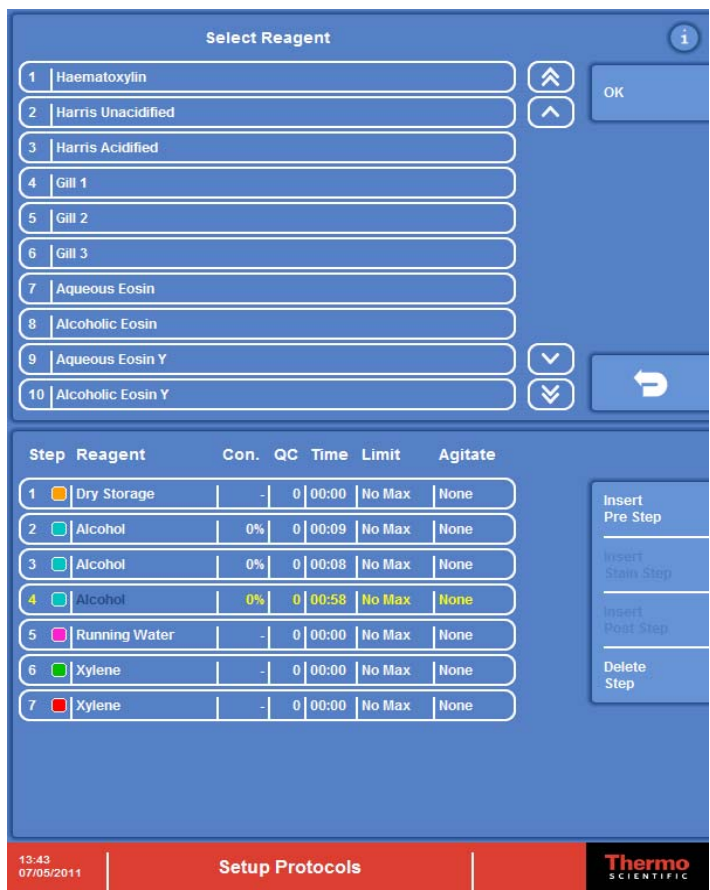 Select Reagent
i
1 Haematoxylin
OK
2 Harris Unacidified
3 Harris Acidified
4 Gill 1
5 Gill 2
6 Gill 3
7 Aqueous Eosin
8 Alcoholic Eosin
9 Aqueous Eosin Y
10 Alcoholic Eosin Y
Step Reagent Con. QC Time Limit Agitate
1 Dry Storage - 0 00:00 No Max None
2 Alcohol 0% 0 00:09 No Max None
3 Alcohol 0% 0 00:08 No Max None
4 Alcohol 0% 0 00:58 No Max None
5 Running Water - 0 00:00 No Max None
6 Xylene - 0 00:00 No Max None
7 Xylene - 0 00:00 No Max None
Insert
Pre Step
Insert
Stain Step
Insert
Post Step
Delete
Step
13:43
07/05/2011
Setup Protocols
Thermo
SCIENTIFIC